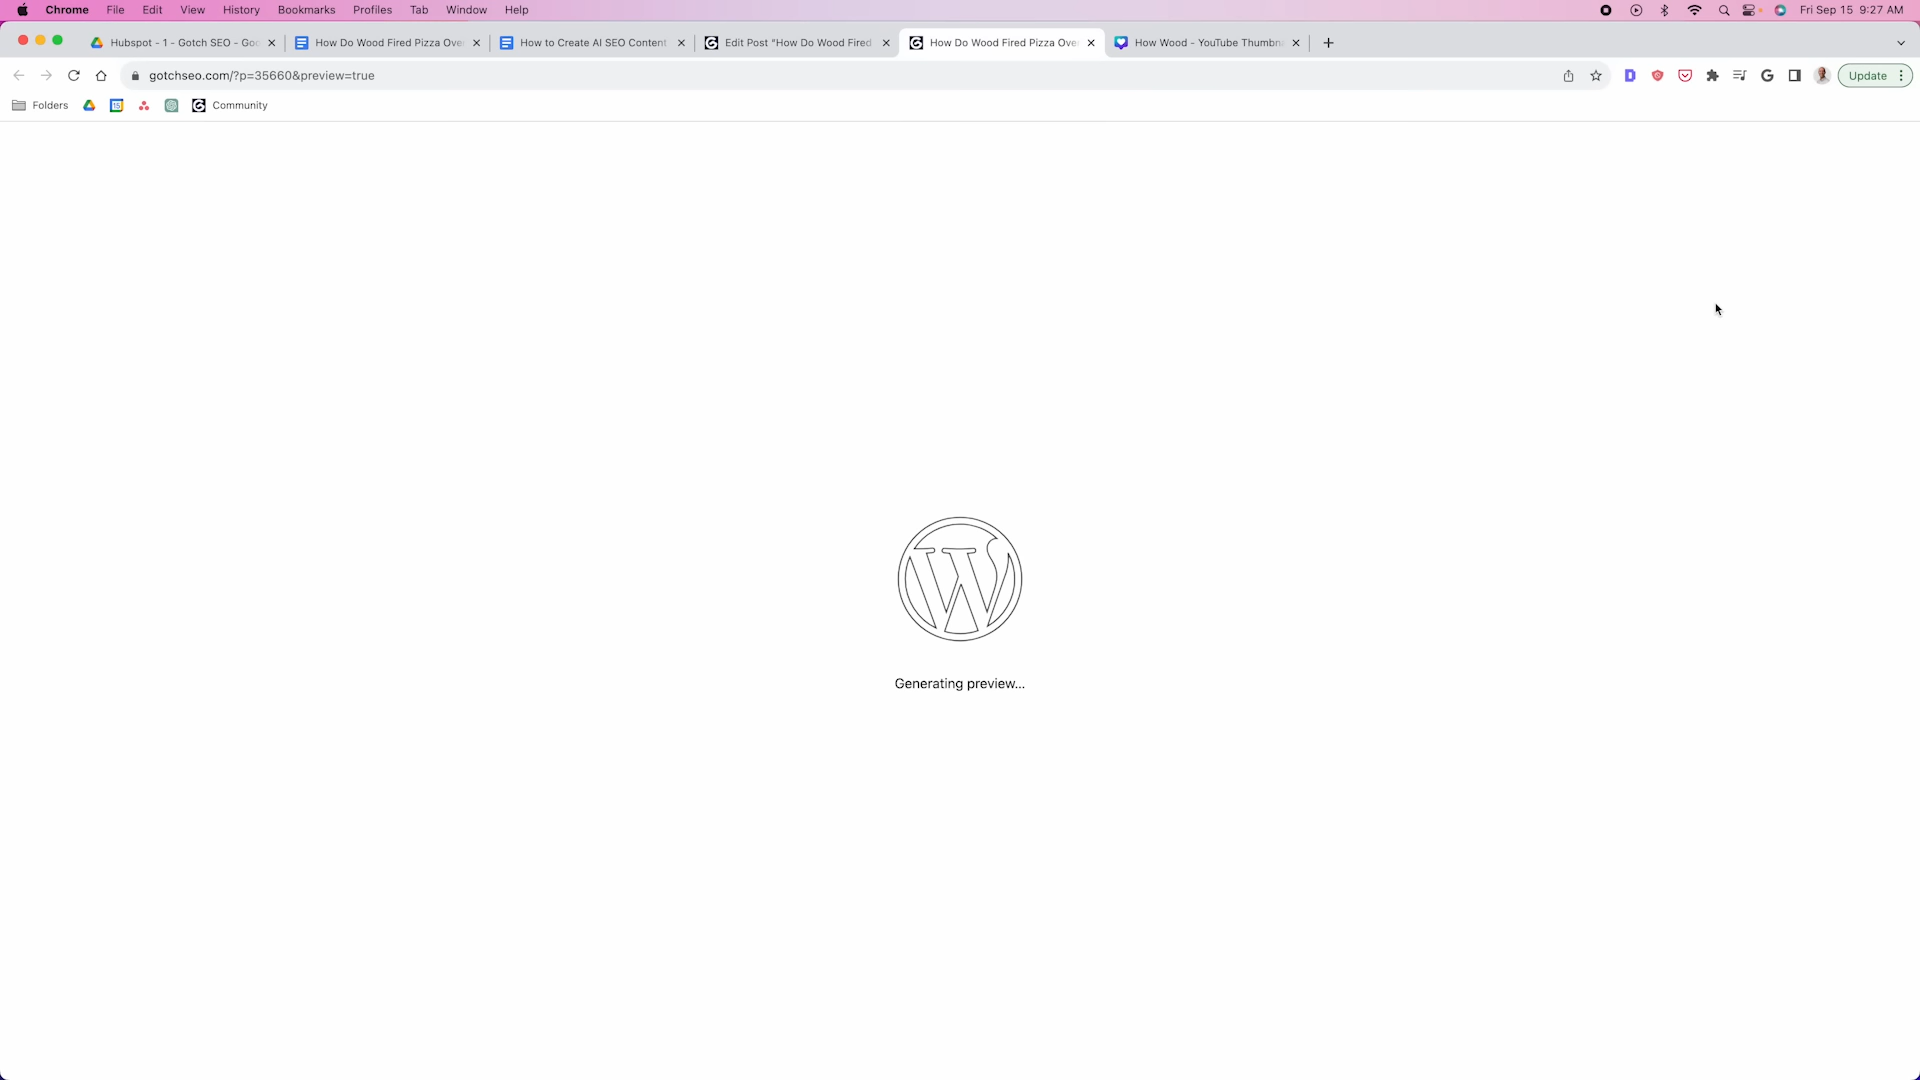 Chrome File Edit View History Bookmarks Profiles Tab Window Help Fri Sep 15 9:27 AM
Hubspot - 1 - Gotch SEO - Goo How Do Wood Fired Pizza Ove How to Create AI SEO Content Edit Post "How Do Wood Fired How Do Wood Fired Pizza Ove How Wood - YouTube Thumbn
gotchseo.com/?p=35660&preview=true Update
Folders Community
Generating preview...